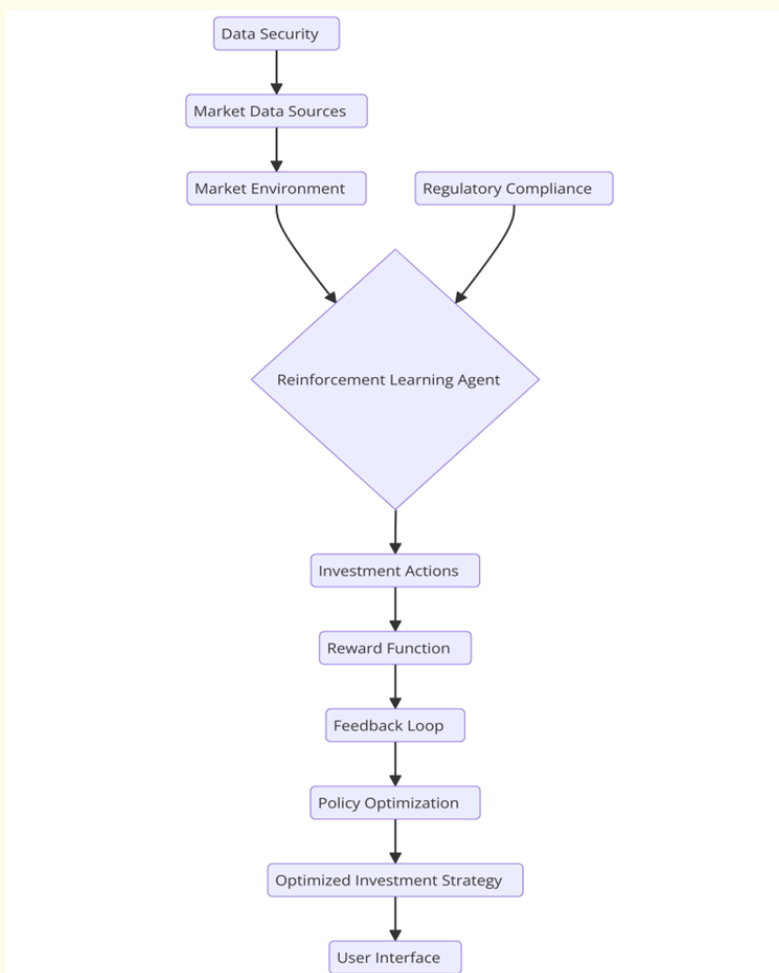 Data Security
Market Data Sources
Market Environment
Regulatory Compliance
Reinforcement Learning Agent
Investment Actions
Reward Function
Feedback Loop
Policy Optimization
Optimized Investment Strategy
User Interface